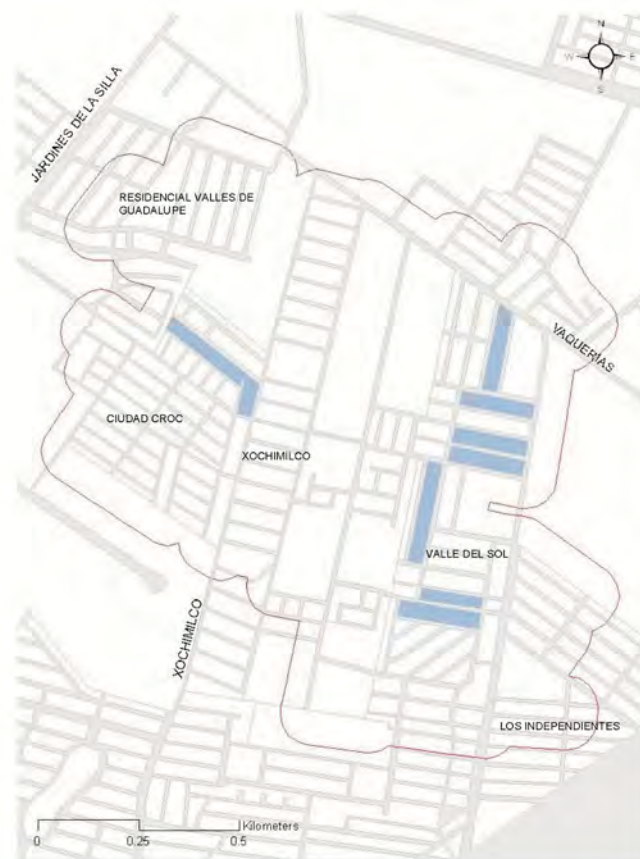 N
W
E
S
JARDINES DE LA SILLA
RESIDENCIAL VALLES DE
GUADALUPE
VAQUERIAS
CIUDAD CROC
XOCHIMILCO
VALLE DEL SOL
XOCHIMILCO
LOS INDEPENDIENTES
Kilometers
0
0.25
0.5